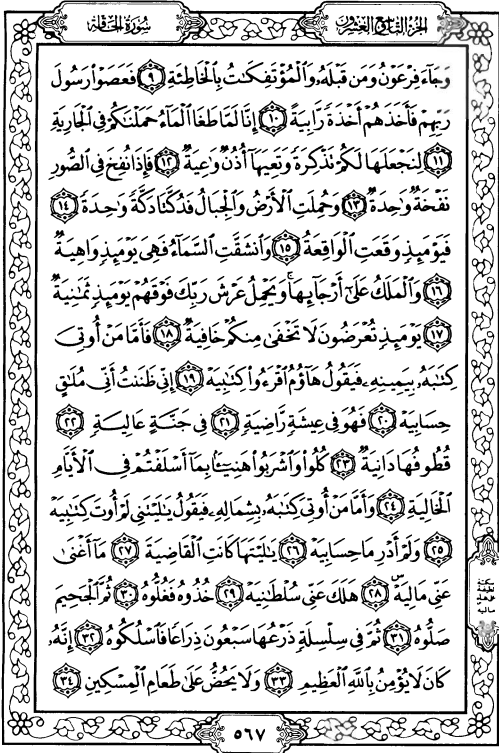 الجزء التاسع والعشرون
سورة الحاقة
وَجَآءَ فِرْعَوْنُ وَمَن قَبْلَهُۥ وَٱلْمُؤْتَفِكَٰتُ بِٱلْخَاطِئَةِ ٩ فَعَصَوْا۟ رَسُولَ
رَبِّهِمْ فَأَخَذَهُمْ أَخْذَةً رَّابِيَةً ١٠ إِنَّا لَمَّا طَغَا ٱلْمَآءُ حَمَلْنَٰكُمْ فِى ٱلْجَارِيَةِ
١١ لِنَجْعَلَهَا لَكُمْ تَذْكِرَةً وَتَعِيَهَآ أُذُنٌ وَٰعِيَةٌ ١٢ فَإِذَا نُفِخَ فِى ٱلصُّورِ
نَفْخَةٌ وَٰحِدَةٌ ١٣ وَحُمِلَتِ ٱلْأَرْضُ وَٱلْجِبَالُ فَدُكَّتَا دَكَّةً وَٰحِدَةً ١٤
فَيَوْمَئِذٍ وَقَعَتِ ٱلْوَاقِعَةُ ١٥ وَٱنشَقَّتِ ٱلسَّمَآءُ فَهِىَ يَوْمَئِذٍ وَاهِيَةٌ
١٦ وَٱلْمَلَكُ عَلَىٰٓ أَرْجَآئِهَا ۚ وَيَحْمِلُ عَرْشَ رَبِّكَ فَوْقَهُمْ يَوْمَئِذٍ ثَمَٰنِيَةٌ
١٧ يَوْمَئِذٍ تُعْرَضُونَ لَا تَخْفَىٰ مِنكُمْ خَافِيَةٌ ١٨ فَأَمَّا مَنْ أُوتِىَ
كِتَٰبَهُۥ بِيَمِينِهِۦ فَيَقُولُ هَآؤُمُ ٱقْرَءُوا۟ كِتَٰبِيَهْ ١٩ إِنِّى ظَنَنتُ أَنِّى مُلَٰقٍ
حِسَابِيَهْ ٢٠ فَهُوَ فِى عِيشَةٍ رَّاضِيَةٍ ٢١ فِى جَنَّةٍ عَالِيَةٍ ٢٢
قُطُوفُهَا دَانِيَةٌ ٢٣ كُلُوا۟ وَٱشْرَبُوا۟ هَنِيٓـًٔۢا بِمَآ أَسْلَفْتُمْ فِى ٱلْأَيَّامِ
ٱلْخَالِيَةِ ٢٤ وَأَمَّا مَنْ أُوتِىَ كِتَٰبَهُۥ بِشِمَالِهِۦ فَيَقُولُ يَٰلَيْتَنِى لَمْ أُوتَ كِتَٰبِيَهْ
٢٥ وَلَمْ أَدْرِ مَا حِسَابِيَهْ ٢٦ يَٰلَيْتَهَا كَانَتِ ٱلْقَاضِيَةَ ٢٧ مَآ أَغْنَىٰ
عَنِّى مَالِيَهْ ۜ ٢٨ هَلَكَ عَنِّى سُلْطَٰنِيَهْ ٢٩ خُذُوهُ فَغُلُّوهُ ٣٠ ثُمَّ ٱلْجَحِيمَ
صَلُّوهُ ٣١ ثُمَّ فِى سِلْسِلَةٍ ذَرْعُهَا سَبْعُونَ ذِرَاعًا فَٱسْلُكُوهُ ٣٢ إِنَّهُۥ
كَانَ لَا يُؤْمِنُ بِٱللَّهِ ٱلْعَظِيمِ ٣٣ وَلَا يَحُضُّ عَلَىٰ طَعَامِ ٱلْمِسْكِينِ ٣٤
٥٦٧